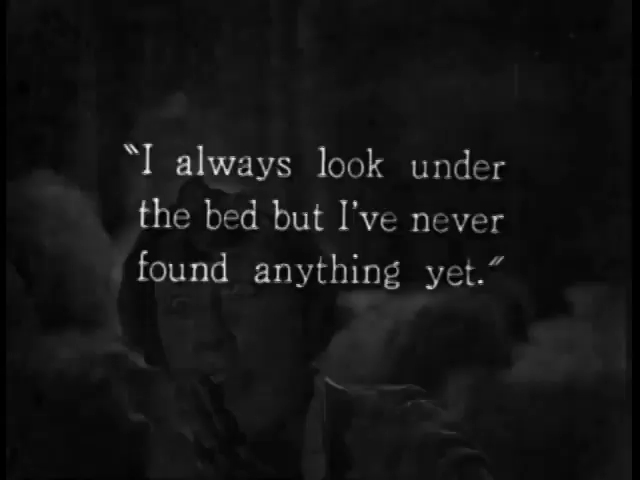 "I always look under
the bed but I've never
found anything yet."